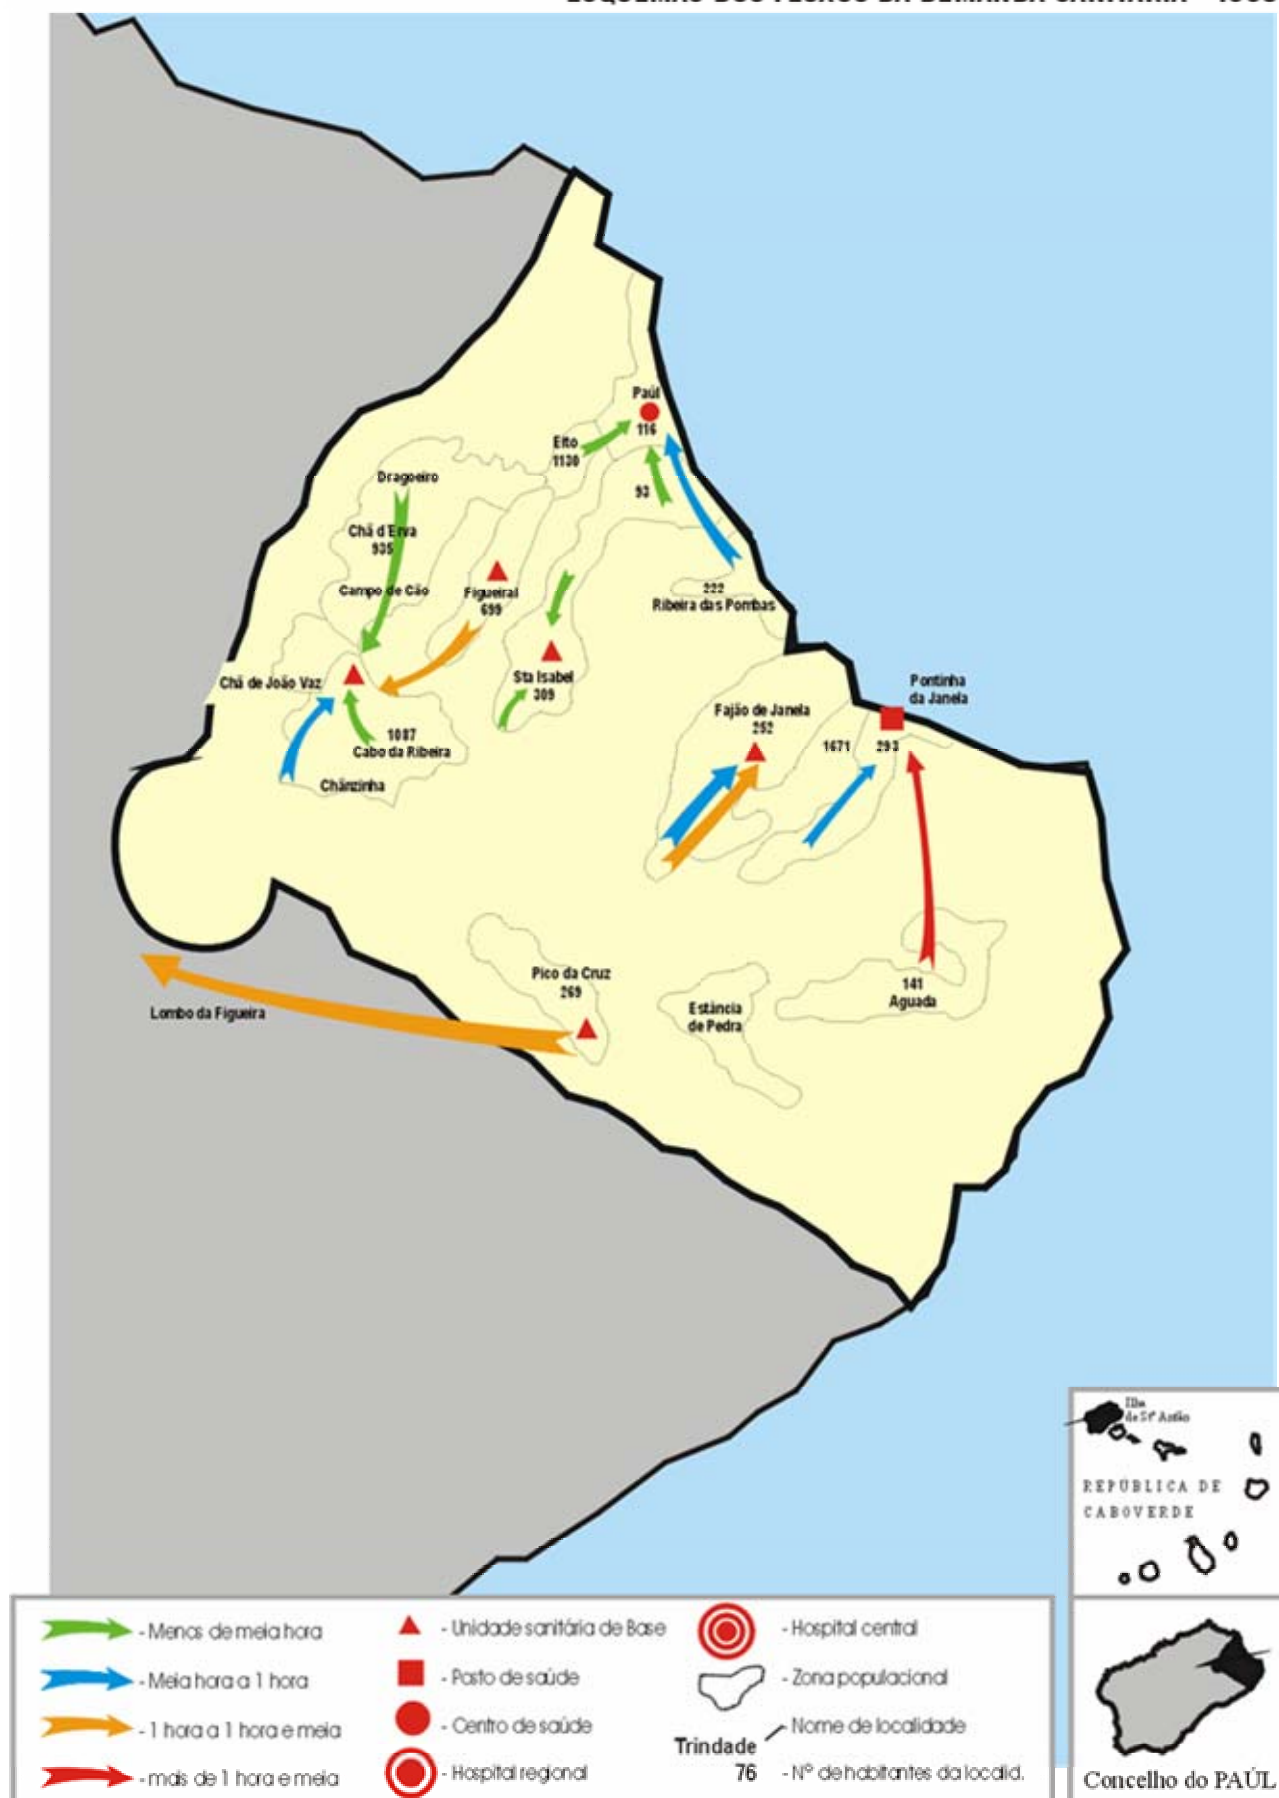 Paúl
116
Eito
1130
93
Dragoeiro
Chã d'Erva
935
Campo de Cão
Figueiral
699
222
Ribeira das Pombas
Chã de João Vaz
Sta Isabel
309
Pontinha
da Janela
Fajão de Janela
252
1671
293
1087
Cabo da Ribeira
Chãnzinha
Pico da Cruz
269
Estância
de Pedra
141
Aguada
Lombo da Figueira
Ilha
de Stº Antão
REPÚBLICA DE
CABOVERDE
- Menos de meia hora
- Meia hora a 1 hora
- 1 hora a 1 hora e meia
- mais de 1 hora e meia
- Unidade sanitária de Base
- Posto de saúde
- Centro de saúde
- Hospital regional
- Hospital central
- Zona populacional
Trindade
Nome de localidade
76 - Nº de habitantes da localid.
Concelho do PAÚL